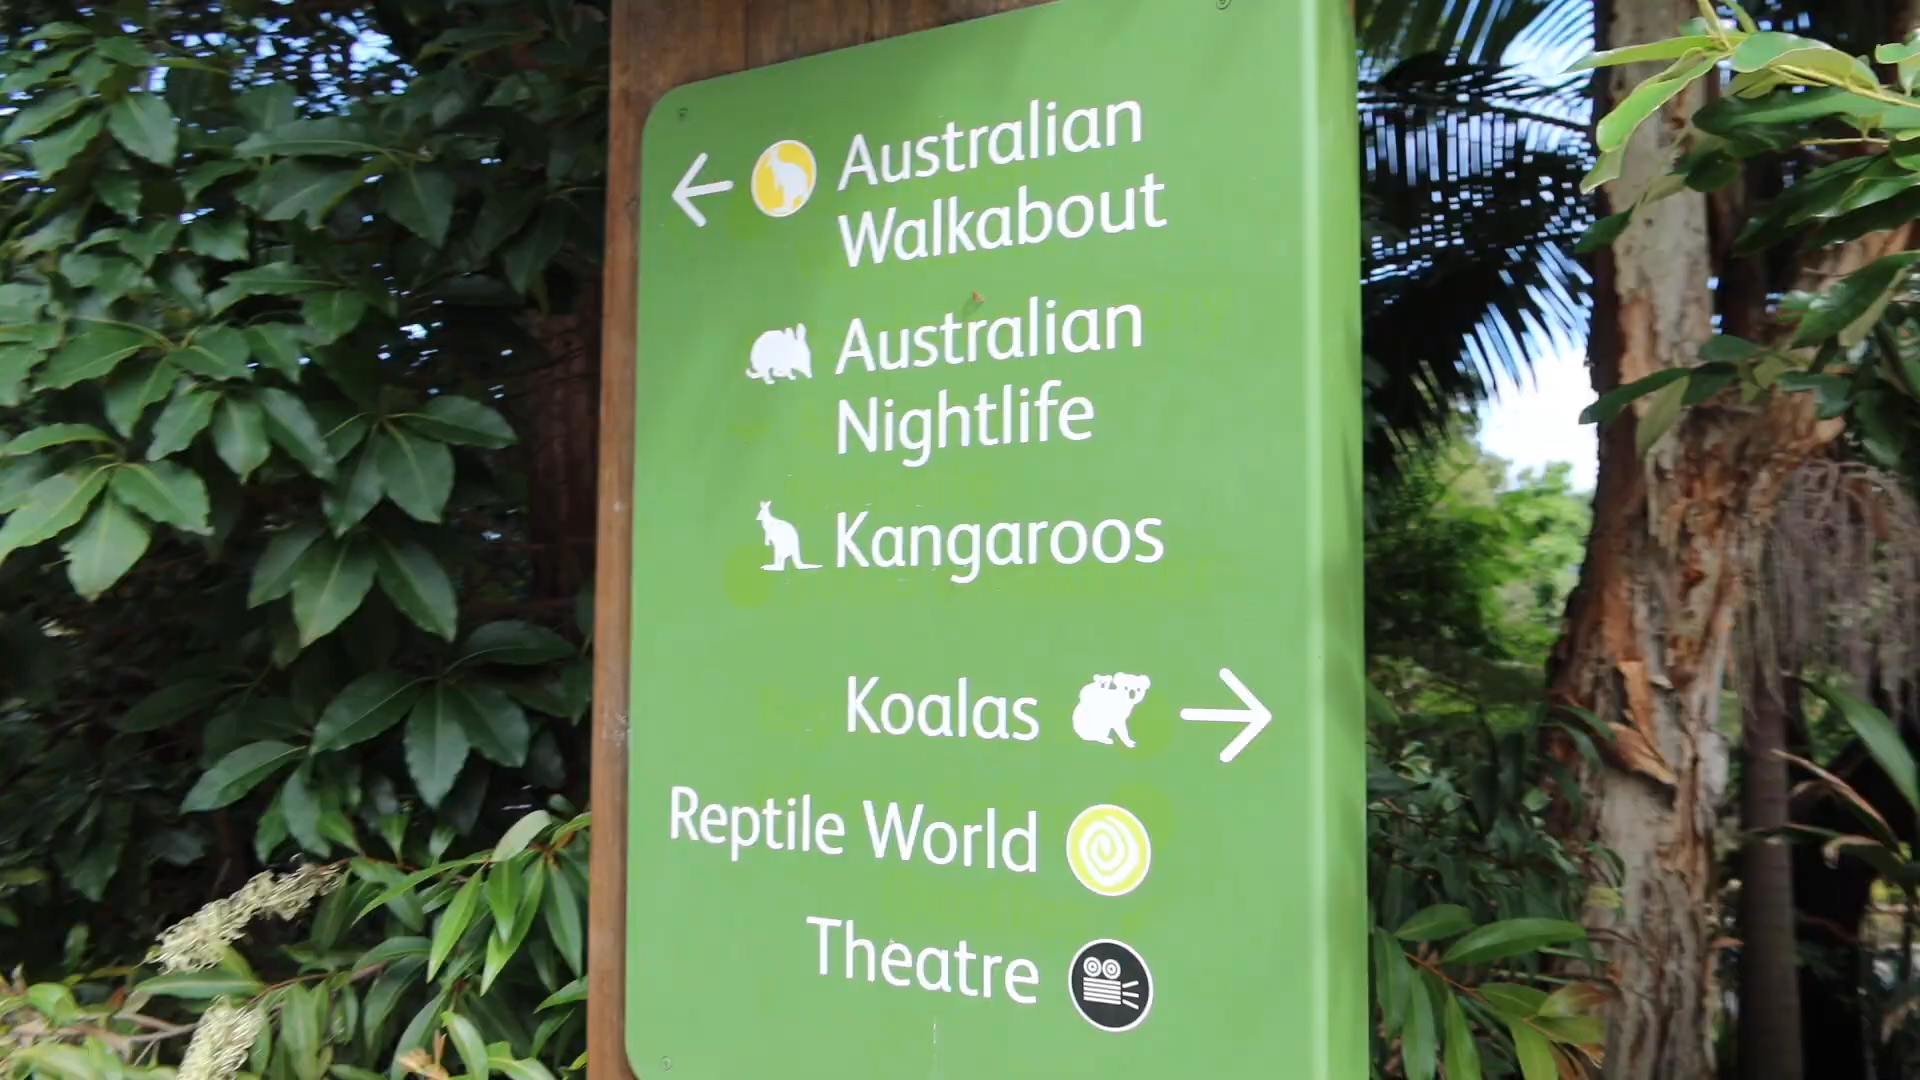 Australian
Walkabout
Australian
Nightlife
Kangaroos
Koalas
Reptile World
Theatre